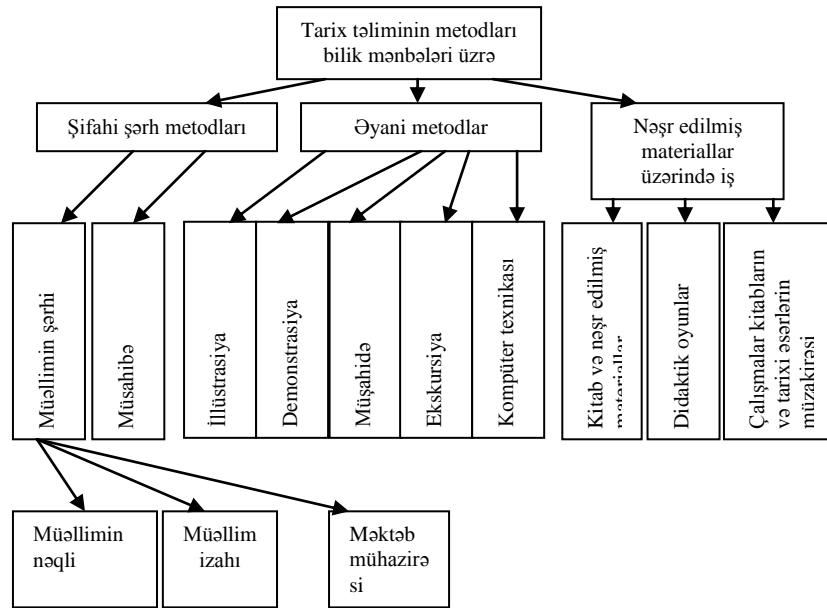 Tarix təliminin metodları
bilik mənbələri üzrə
Şifahi şərh metodları
Əyani metodlar
Nəşr edilmiş
materiallar
üzərində iş
Müəllimin şərhi
Müsahibə
İllüstrasiya
Demonstrasiya
Müşahidə
Ekskursiya
Kompüter texnikası
Kitab və nəşr edilmiş
materiallar
Didaktik oyunlar
Çalışmalar kitabların
və tarixi əsərlərin
müzakirəsi
Müəllimin
nəqli
Müəllim
izahı
Məktəb
mühazirə
si